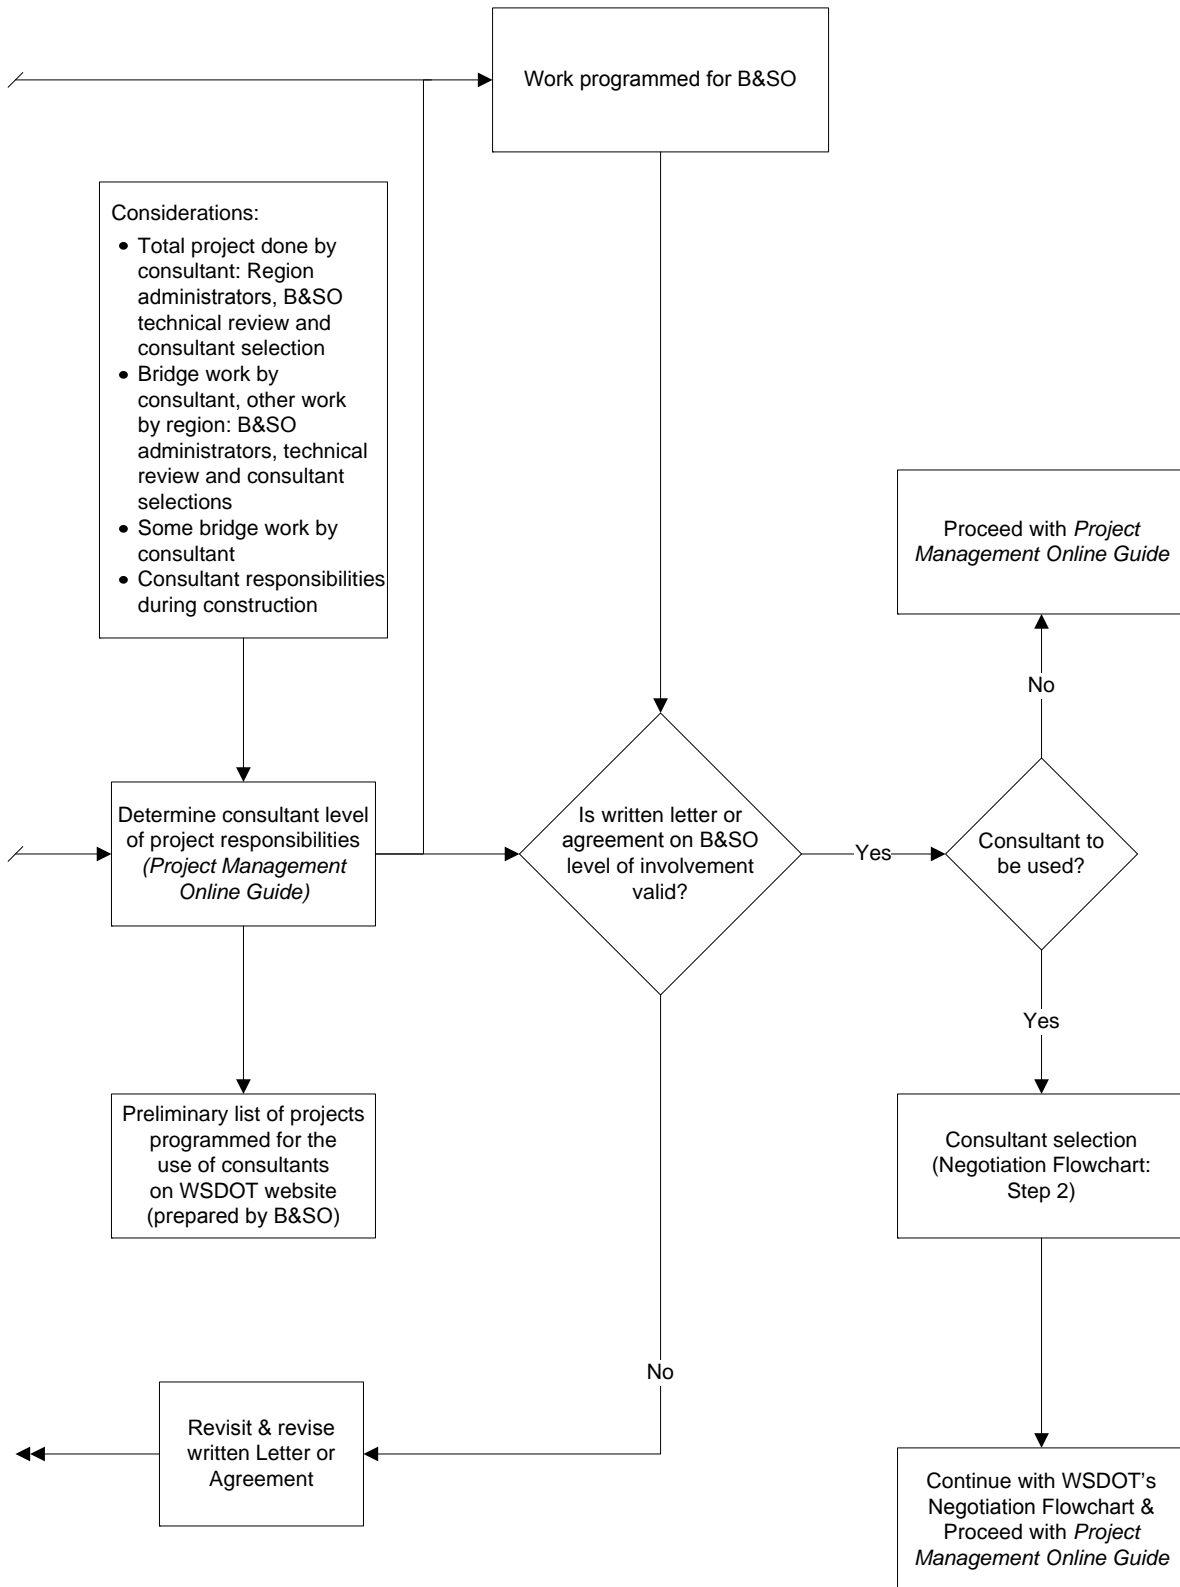 Work programmed for B&SO
Considerations:
• Total project done by
consultant: Region
administrators, B&SO
technical review and
consultant selection
• Bridge work by
consultant, other work
by region: B&SO
administrators, technical
review and consultant
selections
• Some bridge work by
consultant
• Consultant responsibilities
during construction
Proceed with Project
Management Online Guide
No
Determine consultant level
of project responsibilities
(Project Management
Online Guide)
Is written letter or
agreement on B&SO
level of involvement
valid?
Yes
Consultant to
be used?
Yes
Preliminary list of projects
programmed for the
use of consultants
on WSDOT website
(prepared by B&SO)
Consultant selection
(Negotiation Flowchart:
Step 2)
No
Revisit & revise
written Letter or
Agreement
Continue with WSDOT’s
Negotiation Flowchart &
Proceed with Project
Management Online Guide